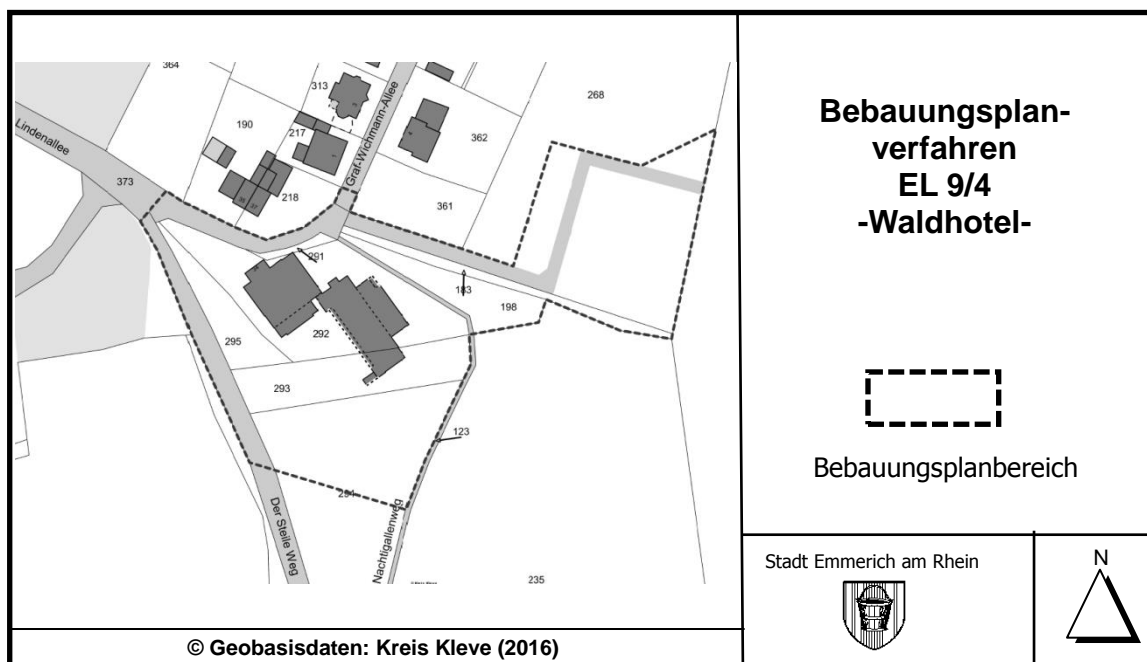 364
313
268
190
217
362
Graf-Wichmann-Allee
Lindenallee
373
218
361
291
183
198
292
295
293
123
294
Der Steile Weg
Nachtigallenweg
235
© Geobasisdaten: Kreis Kleve (2016)
Bebauungsplan-
verfahren
EL 9/4
-Waldhotel-
Bebauungsplanbereich
Stadt Emmerich am Rhein
N